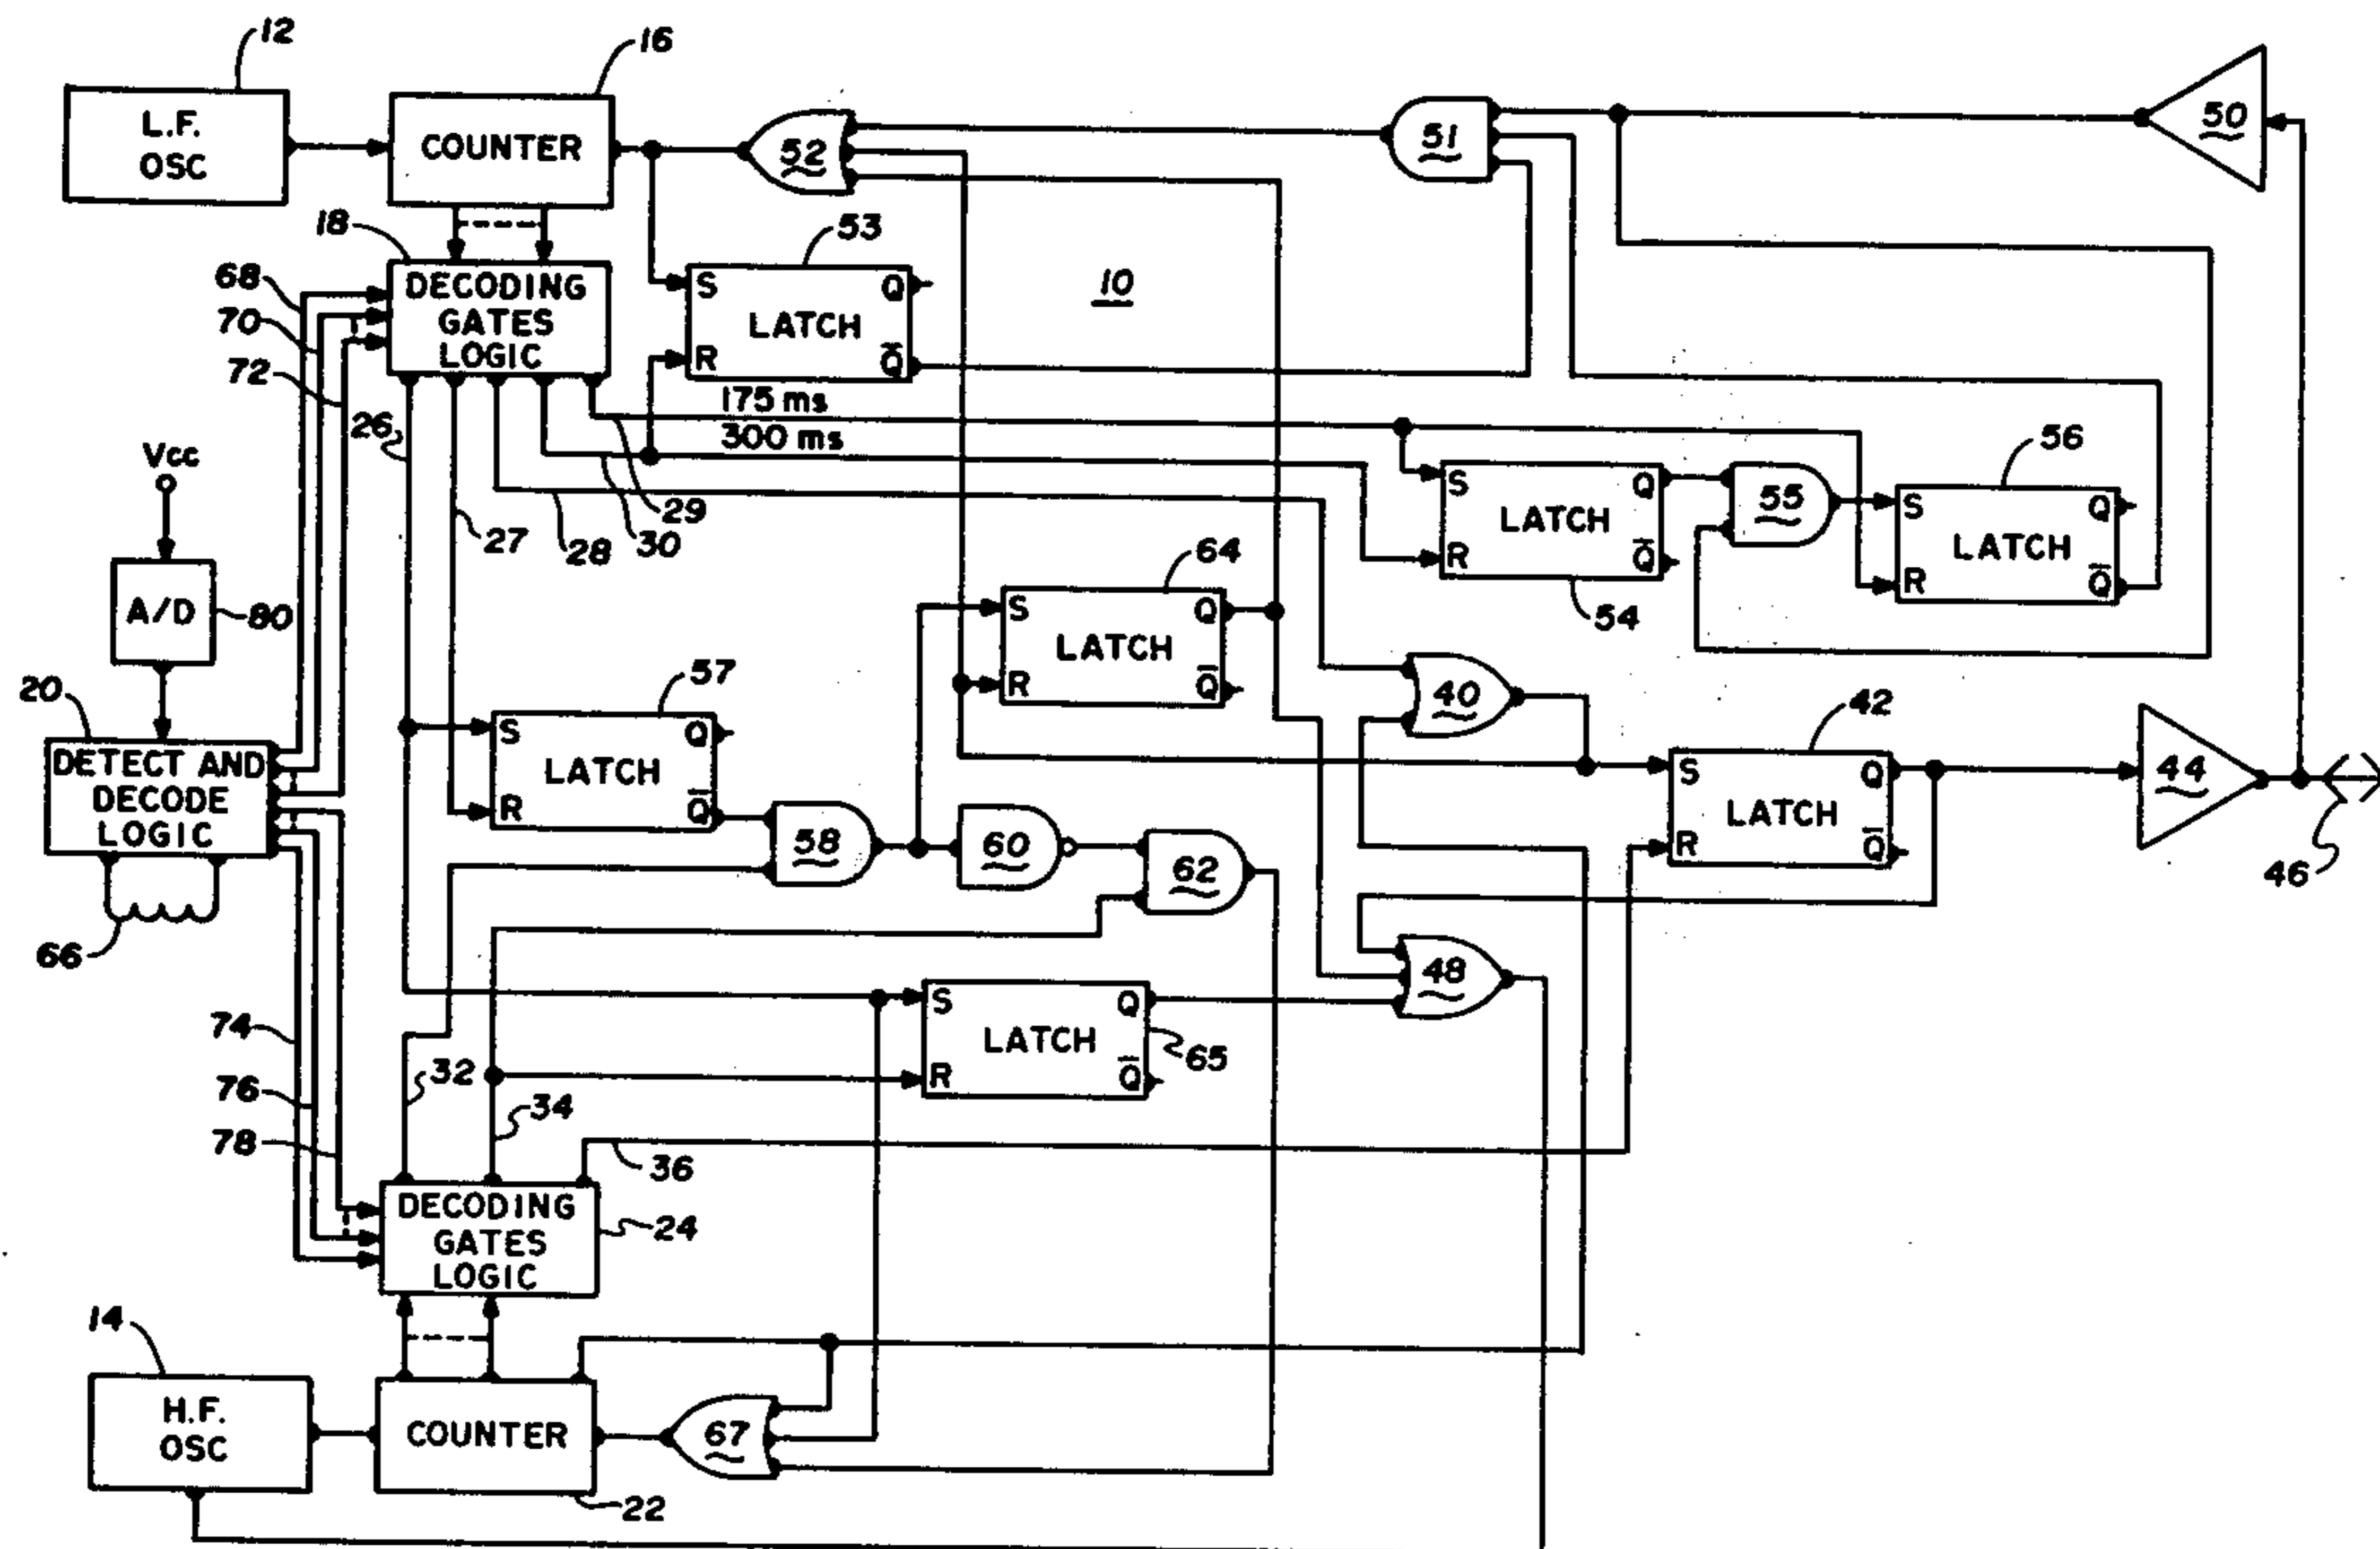 12
16
L.F.
OSC
COUNTER
52
51
50
18
53
68
DECODING
GATES
LOGIC
S
Q
LATCH
R
Q̅
10
70
72
175 ms
300 ms
26
Vcc
29
30
28
27
A/D
80
S
Q
LATCH
R
Q̅
54
55
56
S
Q
LATCH
R
Q̅
64
S
Q
LATCH
R
Q̅
57
20
DETECT AND
DECODE
LOGIC
S
Q
LATCH
R
Q̅
40
42
S
Q
LATCH
R
Q̅
44
46
58
60
62
66
48
S
Q
LATCH
R
Q̅
65
74
32
76
34
78
36
DECODING
GATES
LOGIC
24
14
H.F.
OSC
COUNTER
67
22